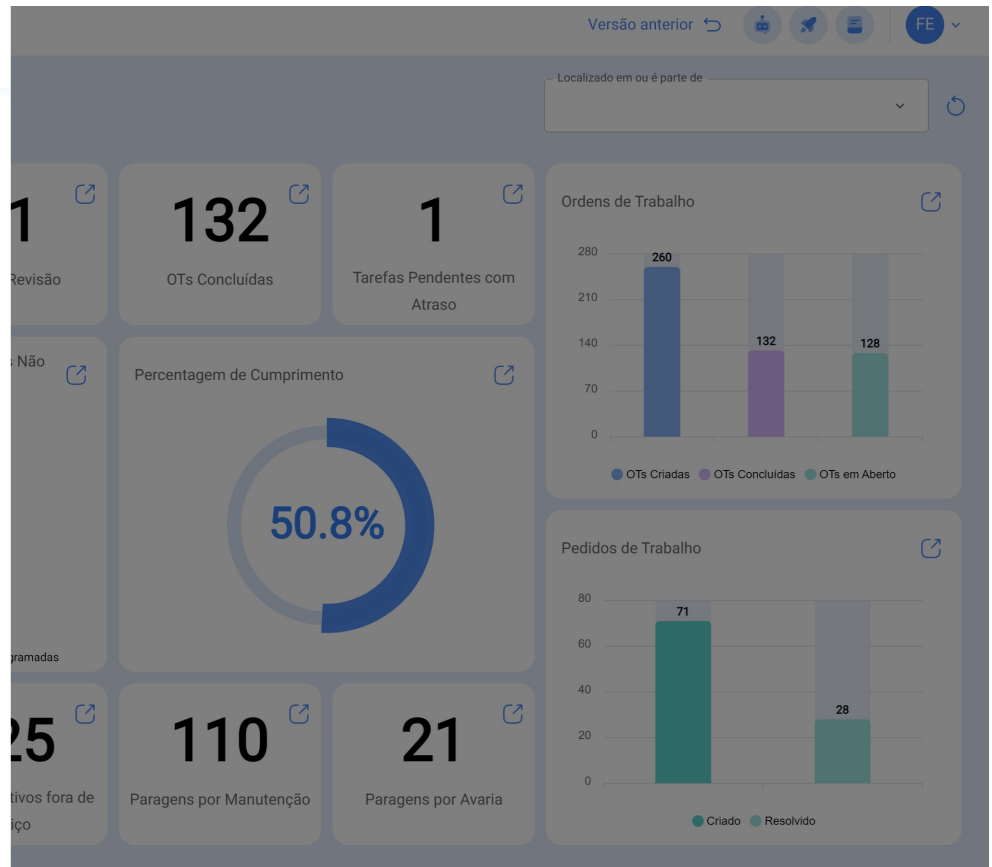 Versão anterior
FE
Localizado em ou é parte de
1
Revisão
132
OTs Concluídas
1
Tarefas Pendentes com
Atraso
Ordens de Trabalho
280
210
140
70
0
260
132
128
OTs Criadas
OTs Concluídas
OTs em Aberto
Não
gramadas
Percentagem de Cumprimento
50.8%
Pedidos de Trabalho
80
60
40
20
0
71
28
Criado
Resolvido
25
tivos fora de
iço
110
Paragens por Manutenção
21
Paragens por Avaria